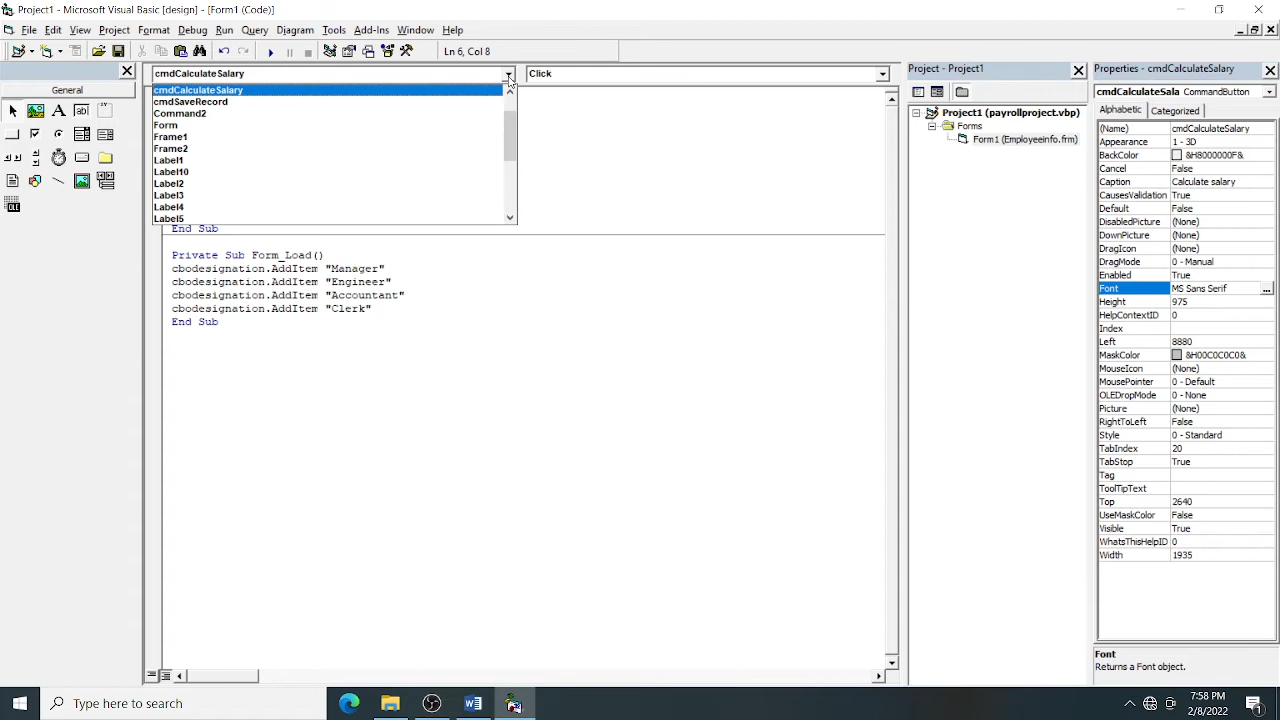 Project1 - Microsoft Visual Basic [design] - [Form1 (Code)]
File Edit View Project Format Debug Run Query Diagram Tools Add-Ins Window Help
Ln 6, Col 8
General
cmdCalculateSalary
Click
cmdCalculateSalary
cmdSaveRecord
Command2
Form
Frame1
Frame2
Label1
Label10
Label2
Label3
Label4
Label5
End Sub
Private Sub Form_Load()
cbodesignation.AddItem "Manager"
cbodesignation.AddItem "Engineer"
cbodesignation.AddItem "Accountant"
cbodesignation.AddItem "Clerk"
End Sub
Project - Project1
Project1 (payrollproject.vbp)
Forms
Form1 (Employeeinfo.frm)
Properties - cmdCalculateSalary
cmdCalculateSala CommandButton
Alphabetic Categorized
(Name) cmdCalculateSalary
Appearance 1 - 3D
BackColor &H8000000F&
Cancel False
Caption Calculate salary
CausesValidation True
Default False
DisabledPicture (None)
DownPicture (None)
DragIcon (None)
DragMode 0 - Manual
Enabled True
Font MS Sans Serif ...
Height 975
HelpContextID 0
Index
Left 8880
MaskColor &H00C0C0C0&
MouseIcon (None)
MousePointer 0 - Default
OLEDropMode 0 - None
Picture (None)
RightToLeft False
Style 0 - Standard
TabIndex 20
TabStop True
Tag
ToolTipText
Top 2640
UseMaskColor False
Visible True
WhatsThisHelpID 0
Width 1935
Font
Returns a Font object.
Type here to search
7:58 PM
2/8/2022